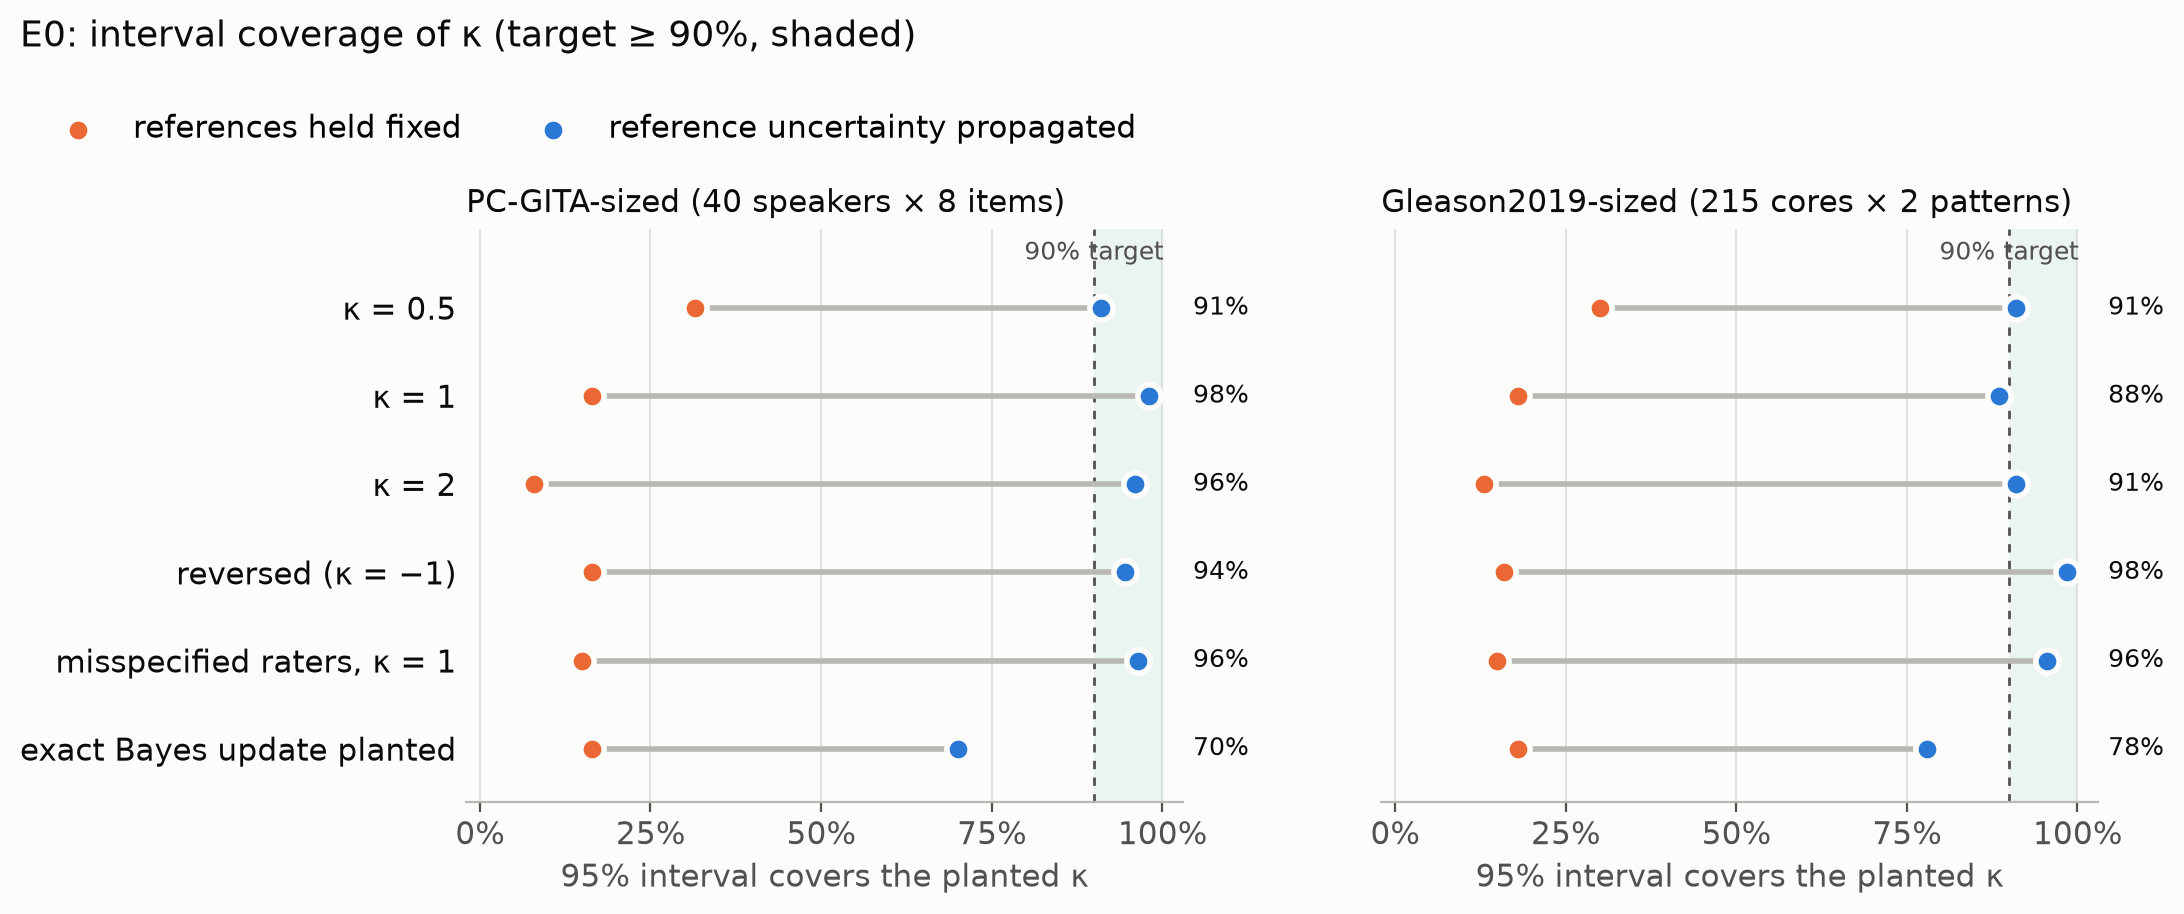 E0: interval coverage of κ (target ≥ 90%, shaded)
references held fixed
reference uncertainty propagated
PC-GITA-sized (40 speakers × 8 items)
Gleason2019-sized (215 cores × 2 patterns)
90% target
90% target
κ = 0.5
91%
91%
κ = 1
98%
88%
κ = 2
96%
91%
reversed (κ = −1)
94%
98%
misspecified raters, κ = 1
96%
96%
exact Bayes update planted
70%
78%
0%
25%
50%
75%
100%
0%
25%
50%
75%
100%
95% interval covers the planted κ
95% interval covers the planted κ